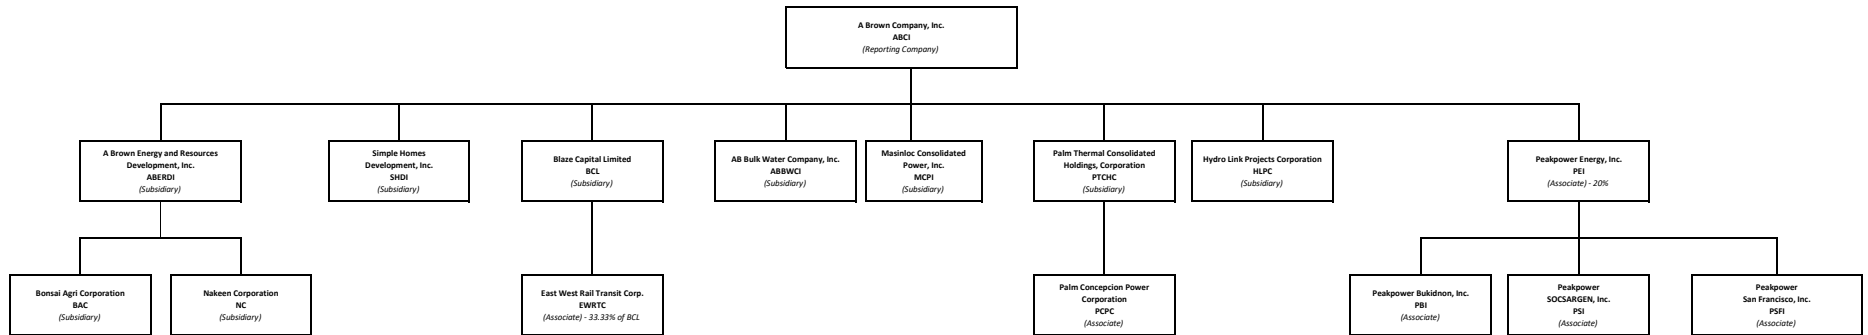 A Brown Company, Inc.
ABCI
(Reporting Company)
A Brown Energy and Resources
Development, Inc.
ABERDI
(Subsidiary)
Simple Homes
Development, Inc.
SHDI
(Subsidiary)
Blaze Capital Limited
BCL
(Subsidiary)
AB Bulk Water Company, Inc.
ABBWCI
(Subsidiary)
Masinloc Consolidated
Power, Inc.
MCPI
(Subsidiary)
Palm Thermal Consolidated
Holdings, Corporation
PTCHC
(Subsidiary)
Hydro Link Projects Corporation
HLPC
(Subsidiary)
Peakpower Energy, Inc.
PEI
(Associate) - 20%
Bonsai Agri Corporation
BAC
(Subsidiary)
Nakeen Corporation
NC
(Subsidiary)
East West Rail Transit Corp.
EWRTC
(Associate) - 33.33% of BCL
Palm Concepcion Power
Corporation
PCPC
(Associate)
Peakpower Bukidnon, Inc.
PBI
(Associate)
Peakpower
SOCSARGEN, Inc.
PSI
(Associate)
Peakpower
San Francisco, Inc.
PSFI
(Associate)